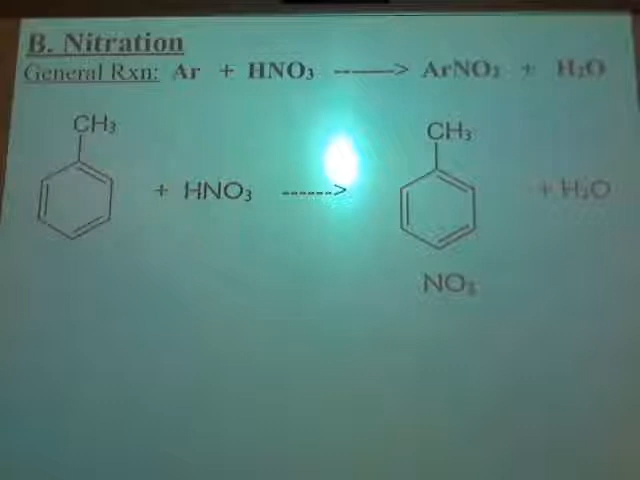 B. Nitration
General Rxn: Ar + HNO₃ ------> ArNO₂ + H₂O
CH₃ CH₃
+ HNO₃ ------> + H₂O
NO₂